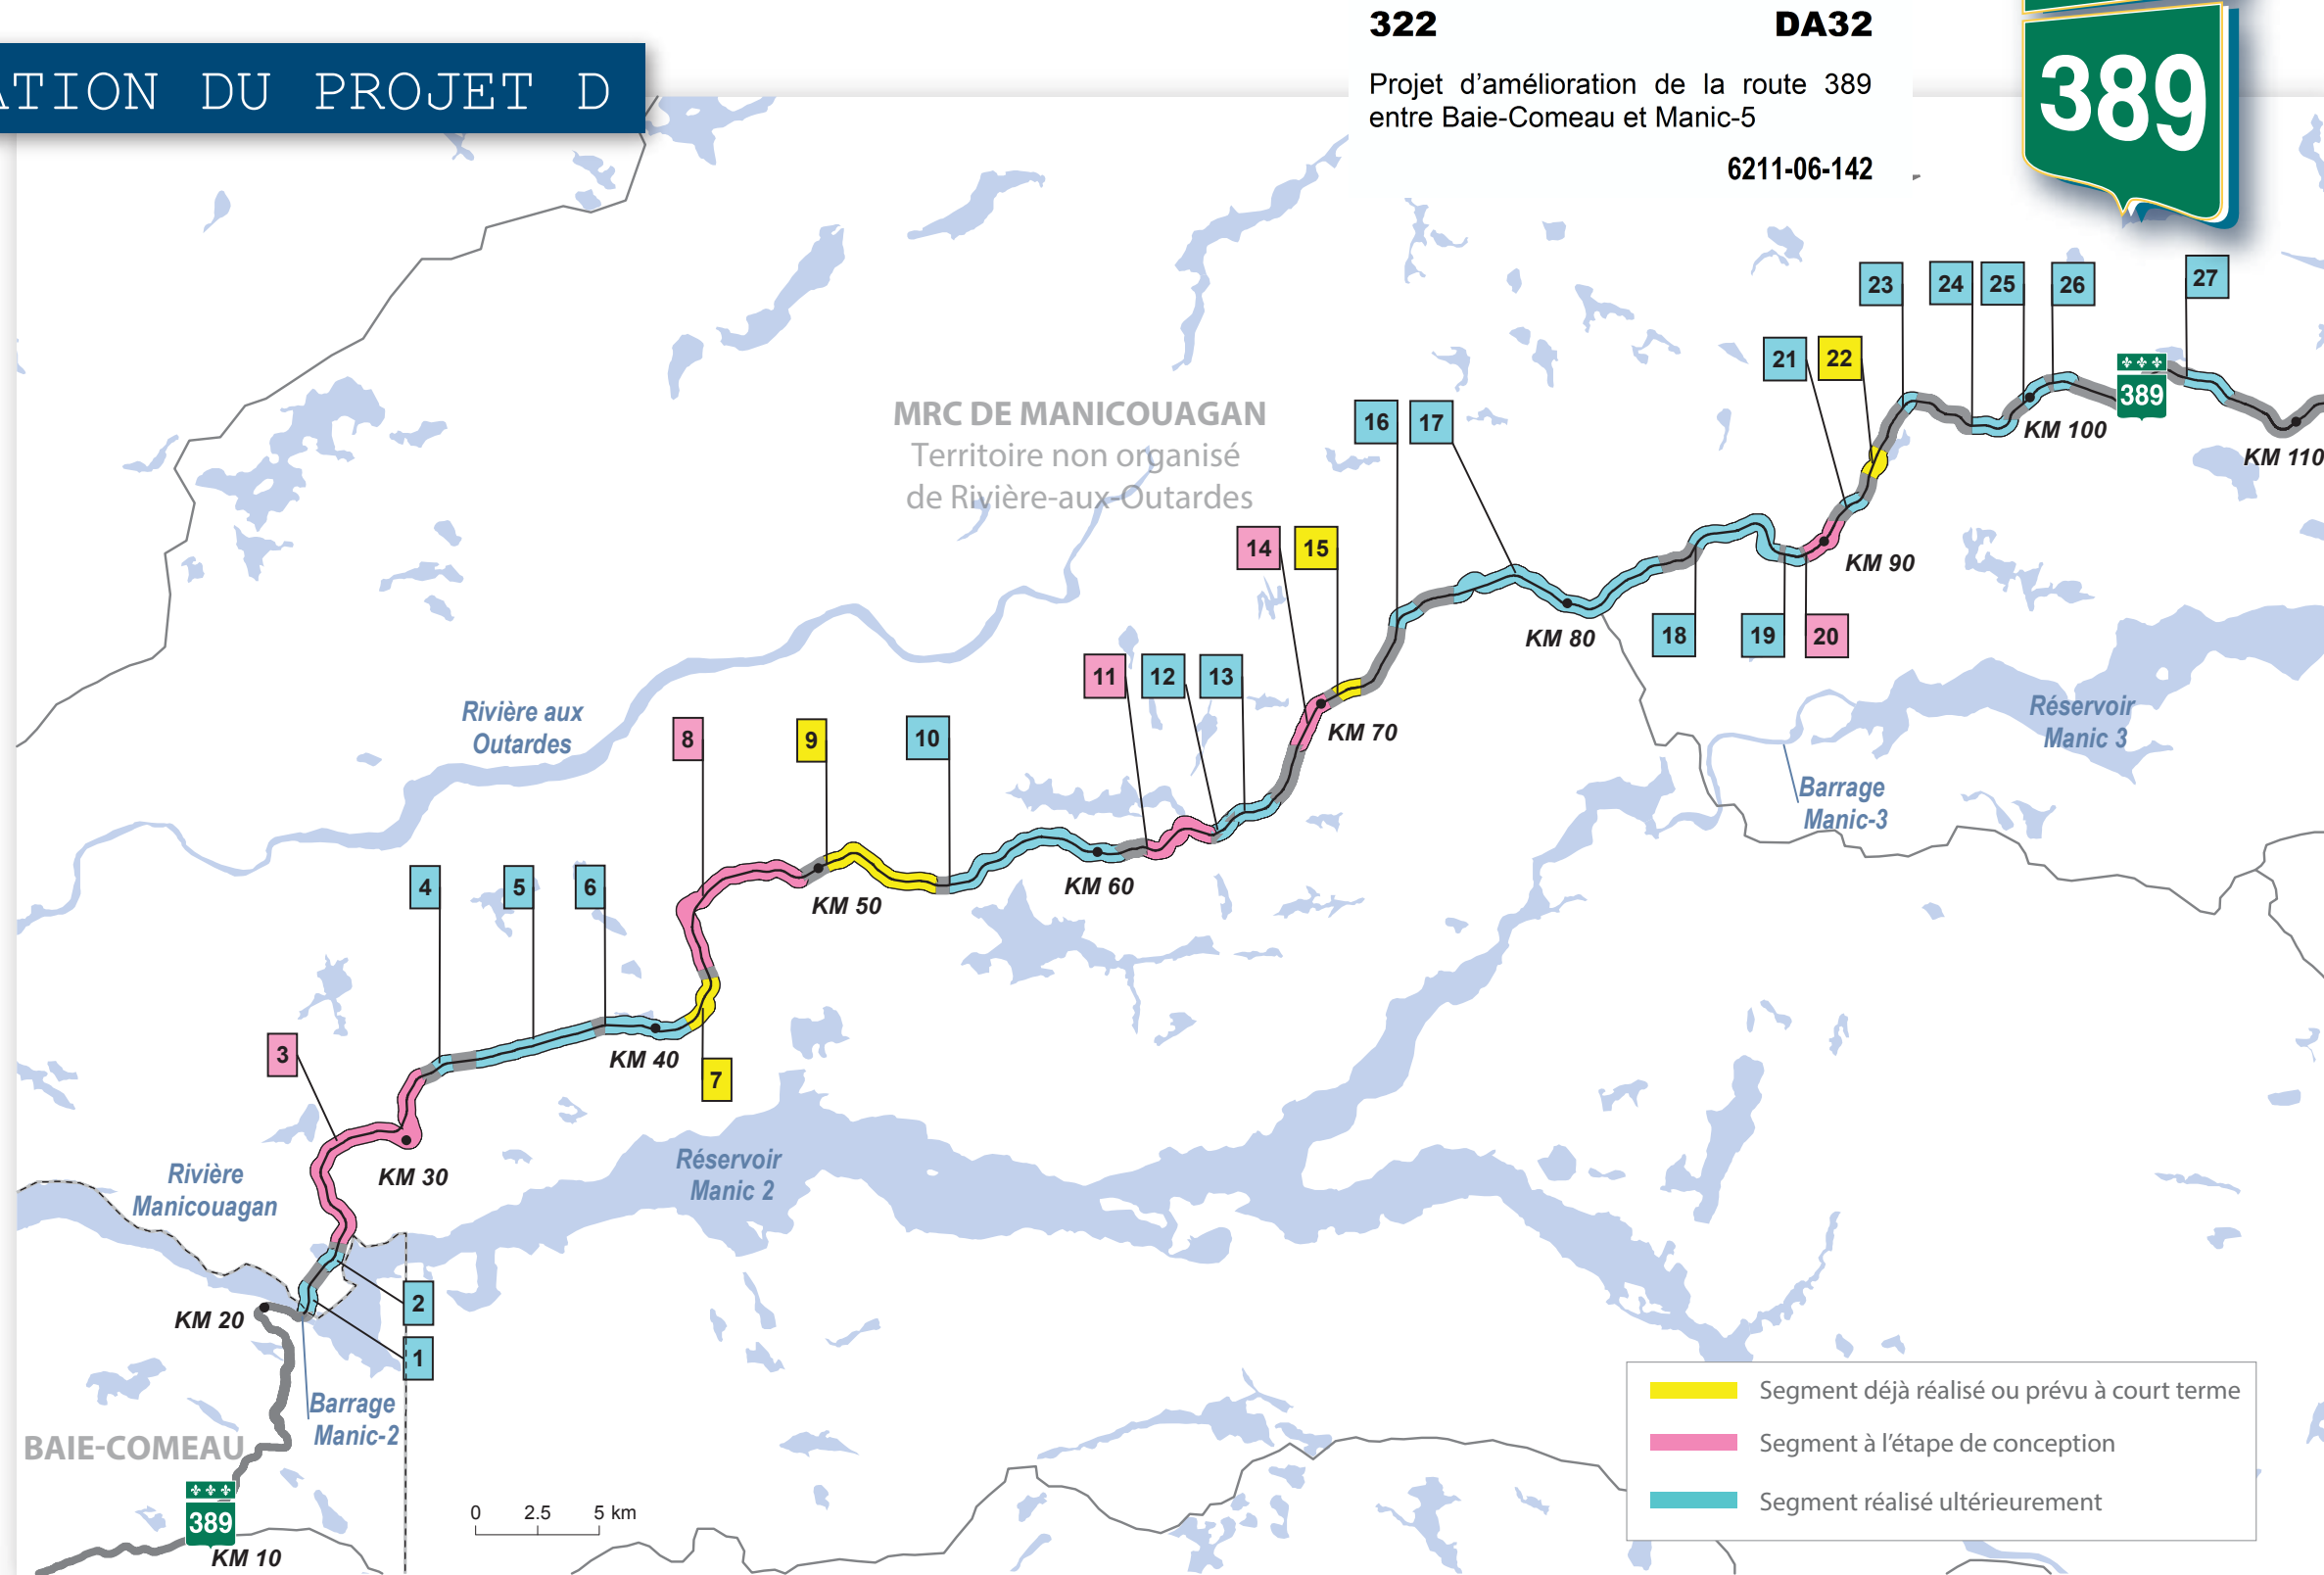 322 DA32
Projet d'amélioration de la route 389
entre Baie-Comeau et Manic-5
6211-06-142
389
ATION DU PROJET D
MRC DE MANICOUAGAN
Territoire non organisé
de Rivière-aux-Outardes
23
24
25
26
27
21
22
389
KM 100
KM 110
16
17
14
15
KM 90
18
19
20
KM 80
11
12
13
Rivière aux
Outardes
8
9
10
KM 70
Réservoir
Manic 3
Barrage
Manic-3
4
5
6
KM 60
KM 50
3
KM 40
7
Rivière
Manicouagan
KM 30
Réservoir
Manic 2
2
KM 20
1
Barrage
Manic-2
BAIE-COMEAU
389
KM 10
0 2.5 5 km
Segment déjà réalisé ou prévu à court terme
Segment à l'étape de conception
Segment réalisé ultérieurement